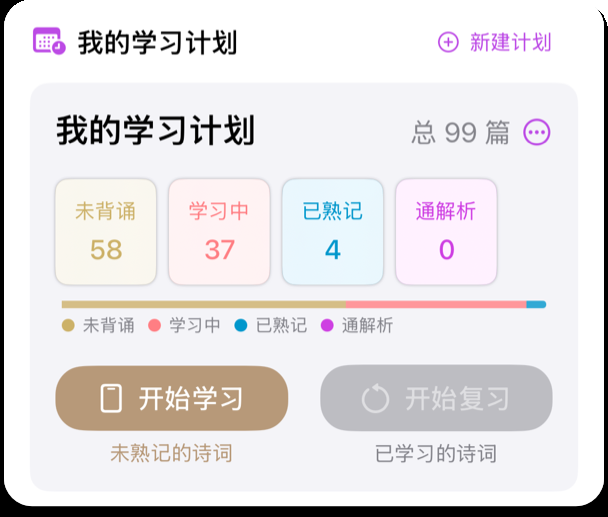 我的学习计划 新建计划
我的学习计划 总 99 篇
未背诵 学习中 已熟记 通解析
58 37 4 0
未背诵 学习中 已熟记 通解析
开始学习 开始复习
未熟记的诗词 已学习的诗词